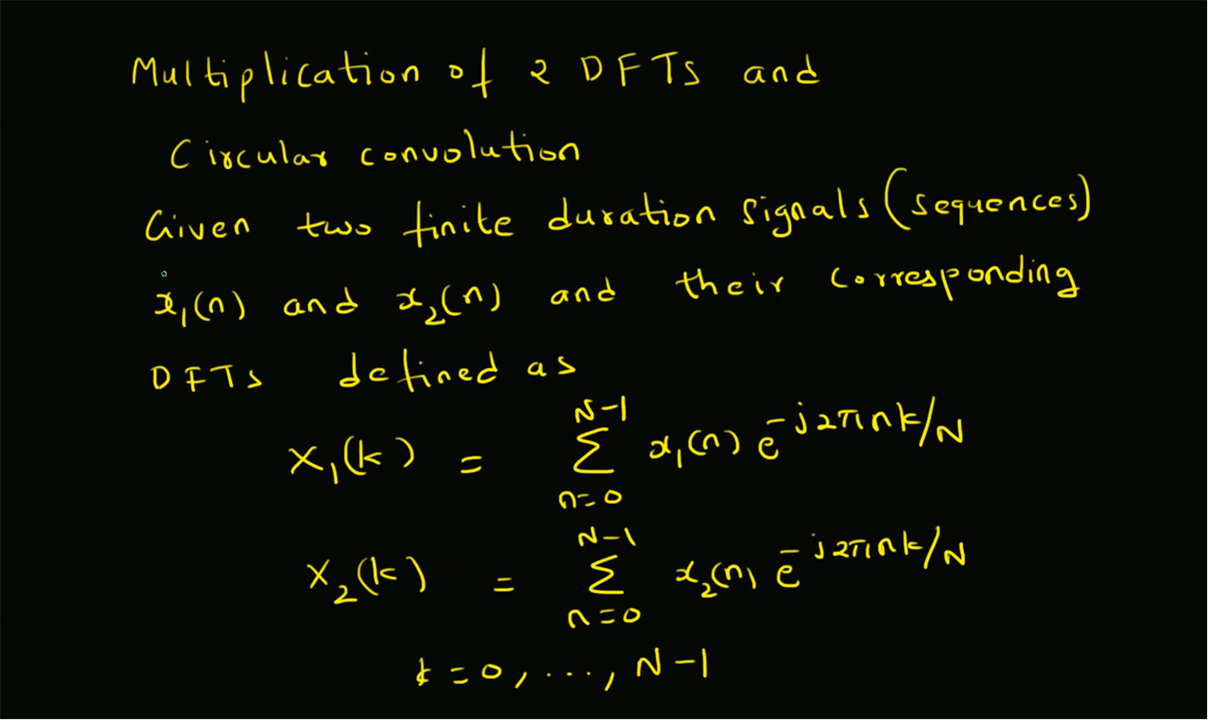 Multiplication of 2 DFTs and
Circular convolution
Given two finite duration signals (sequences)
x₁(n) and x₂(n) and their corresponding
DFTs defined as
X₁(k) = ∑_{n=0}^{N-1} x₁(n) e^{-j2πnk/N}
X₂(k) = ∑_{n=0}^{N-1} x₂(n) e^{-j2πnk/N}
k = 0, ..., N-1